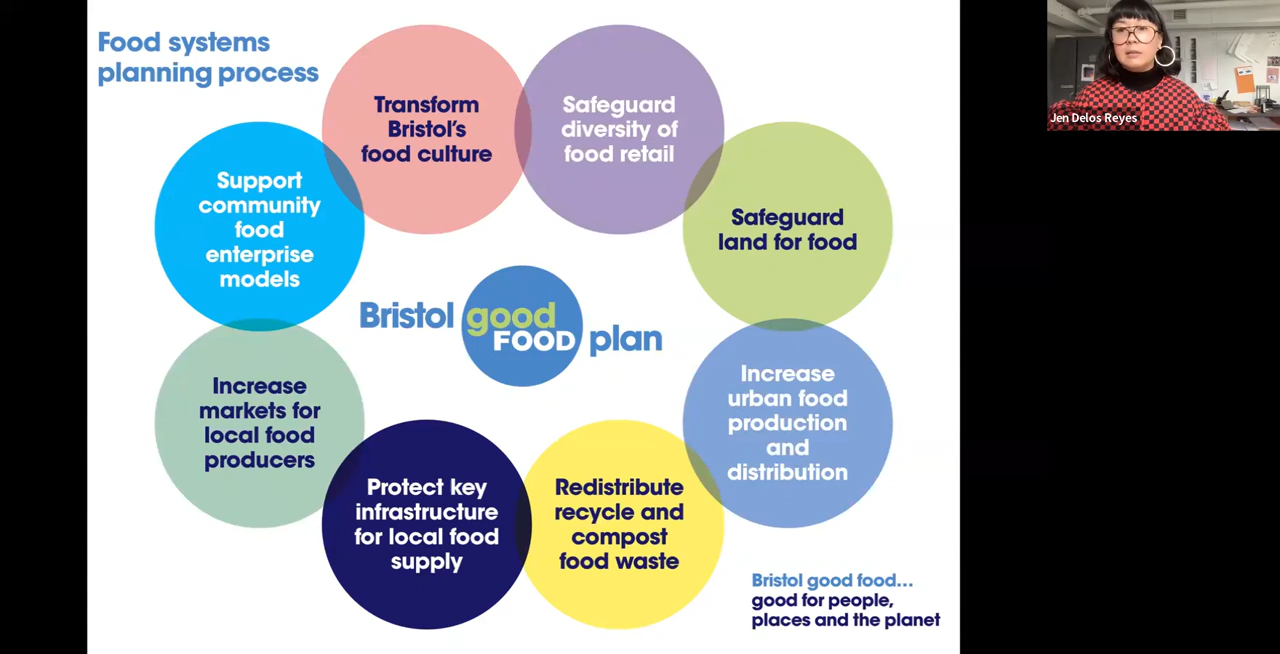 Food systems
planning process
Transform
Bristol's
food culture
Safeguard
diversity of
food retail
Safeguard
land for food
Increase
urban food
production
and
distribution
Redistribute
recycle and
compost
food waste
Protect key
infrastructure
for local food
supply
Increase
markets for
local food
producers
Support
community
food
enterprise
models
Bristol good
FOOD plan
Bristol good food...
good for people,
places and the planet
Jen Delos Reyes